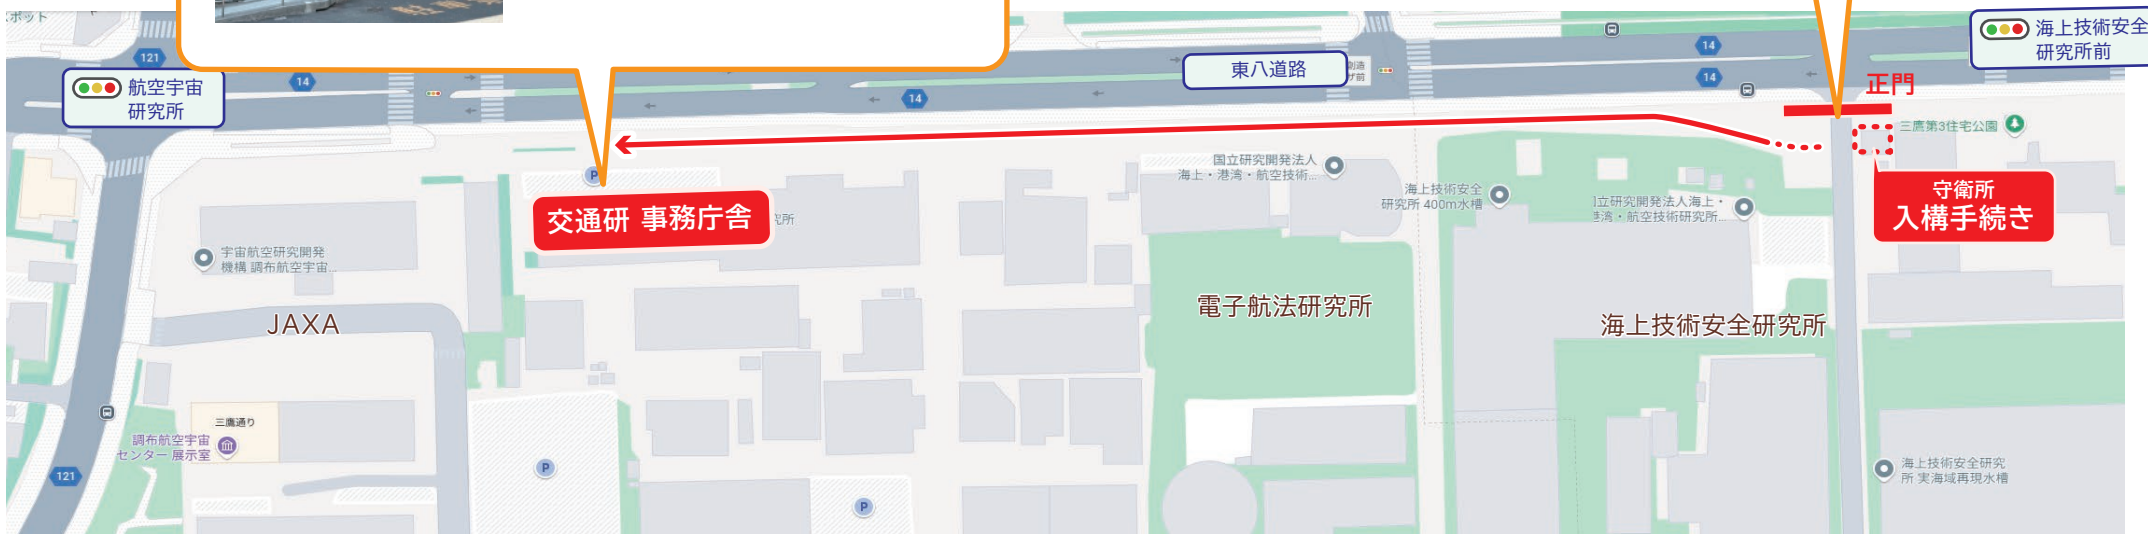 スポット
駐車
121
14
航空宇宙
研究所
東八道路
創造
ザ前
14
14
14
海上技術安全
研究所前
正門
三鷹第3住宅公園
P
国立研究開発法人
海上・港湾・航空技術...
交通研 事務庁舎
究所
海上技術安全
研究所 400m水槽
国立研究開発法人海上・
港湾・航空技術研究所...
守衛所
入構手続き
宇宙航空研究開発
機構 調布航空宇宙...
JAXA
電子航法研究所
海上技術安全研究所
三鷹通り
調布航空宇宙
センター 展示室
121
P
P
海上技術安全研究
所 実海域再現水槽